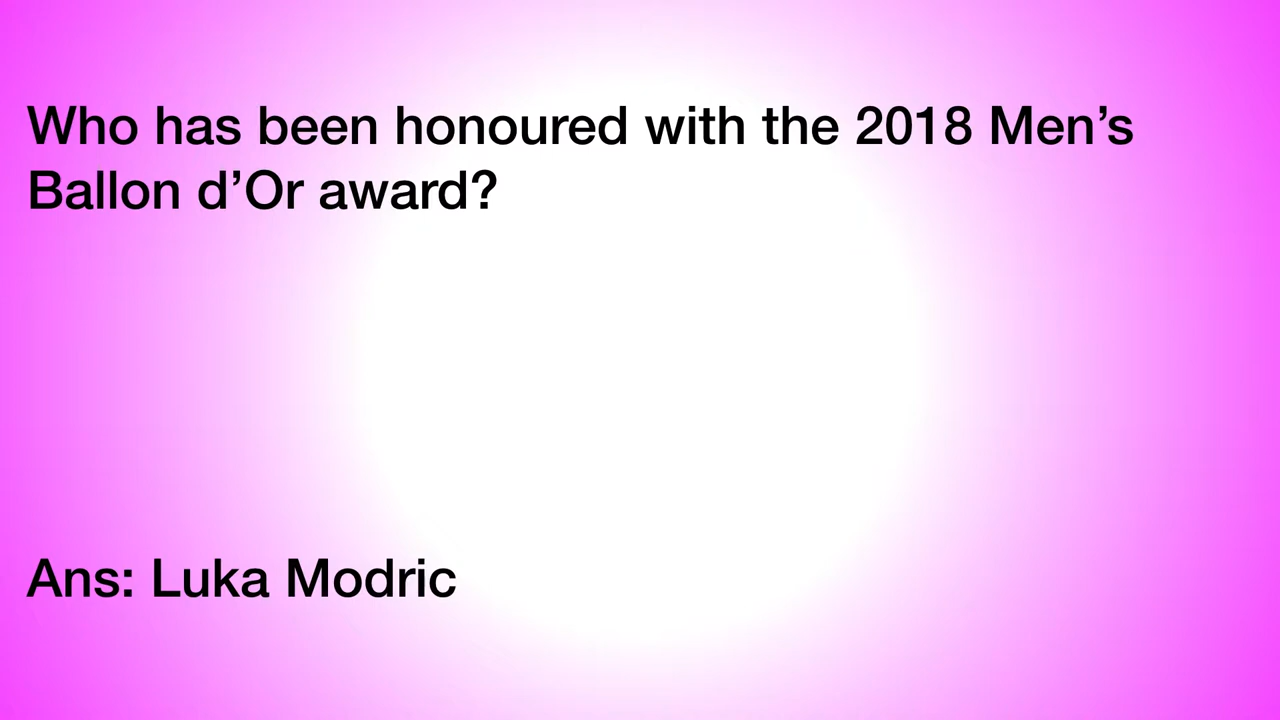 Who has been honoured with the 2018 Men’s
Ballon d’Or award?
Ans: Luka Modric